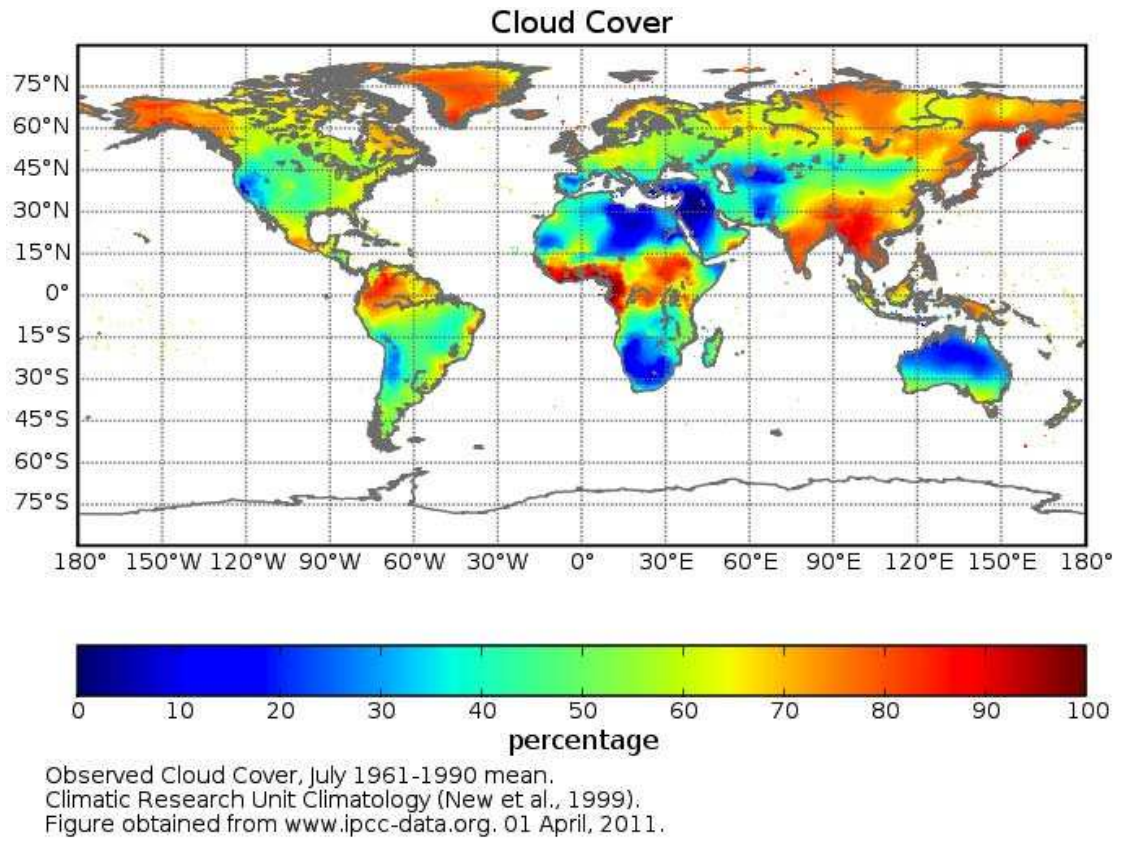 Cloud Cover
75°N
60°N
45°N
30°N
15°N
0°
15°S
30°S
45°S
60°S
75°S
180° 150°W 120°W 90°W 60°W 30°W 0° 30°E 60°E 90°E 120°E 150°E 180°
0 10 20 30 40 50 60 70 80 90 100
percentage
Observed Cloud Cover, July 1961-1990 mean.
Climatic Research Unit Climatology (New et al., 1999).
Figure obtained from www.ipcc-data.org. 01 April, 2011.